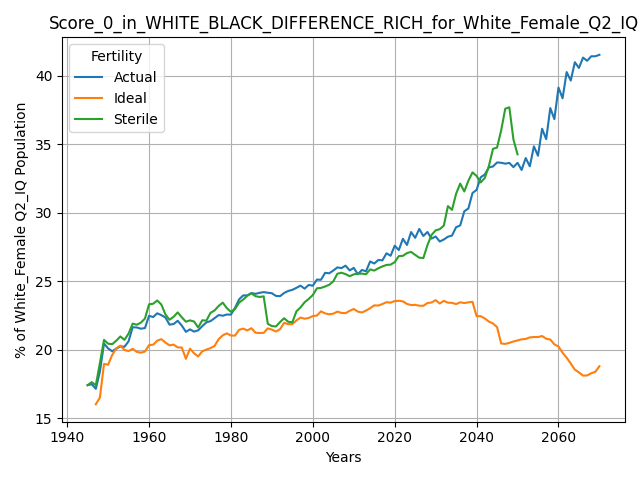 Score_0_in_WHITE_BLACK_DIFFERENCE_RICH_for_White_Female_Q2_IQ
Fertility
Actual
Ideal
Sterile
% of White_Female Q2_IQ Population
40
35
30
25
20
15
1940 1960 1980 2000 2020 2040 2060
Years